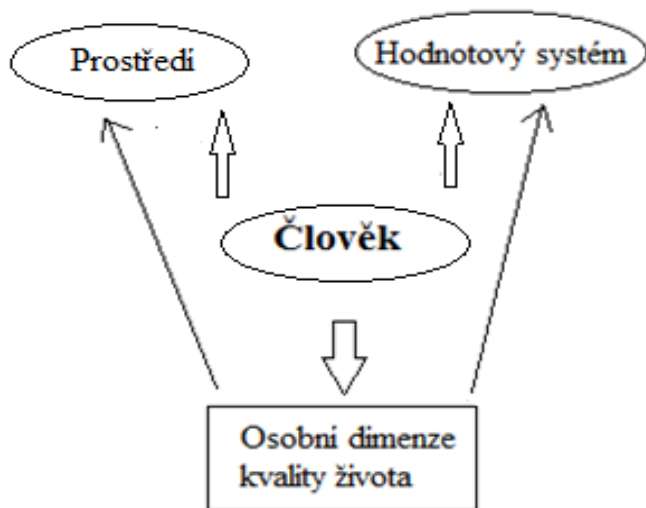 Prostředí
Hodnotový systém
Člověk
Osobní dimenze
kvality života